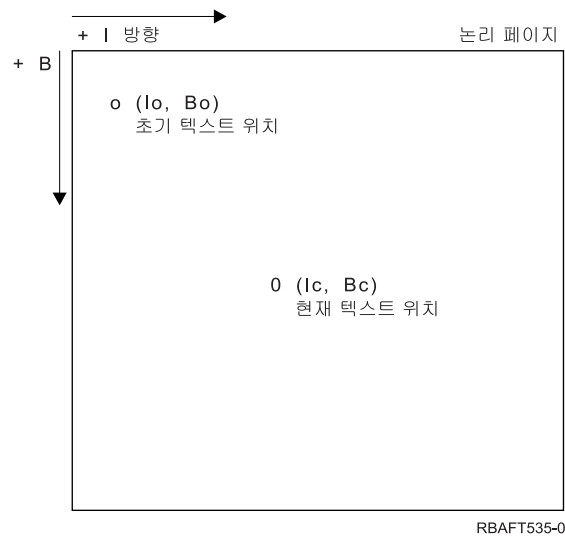 + I 방향
논리 페이지
+ B
o (Io, Bo)
초기 텍스트 위치
0 (Ic, Bc)
현재 텍스트 위치
RBAFT535-0